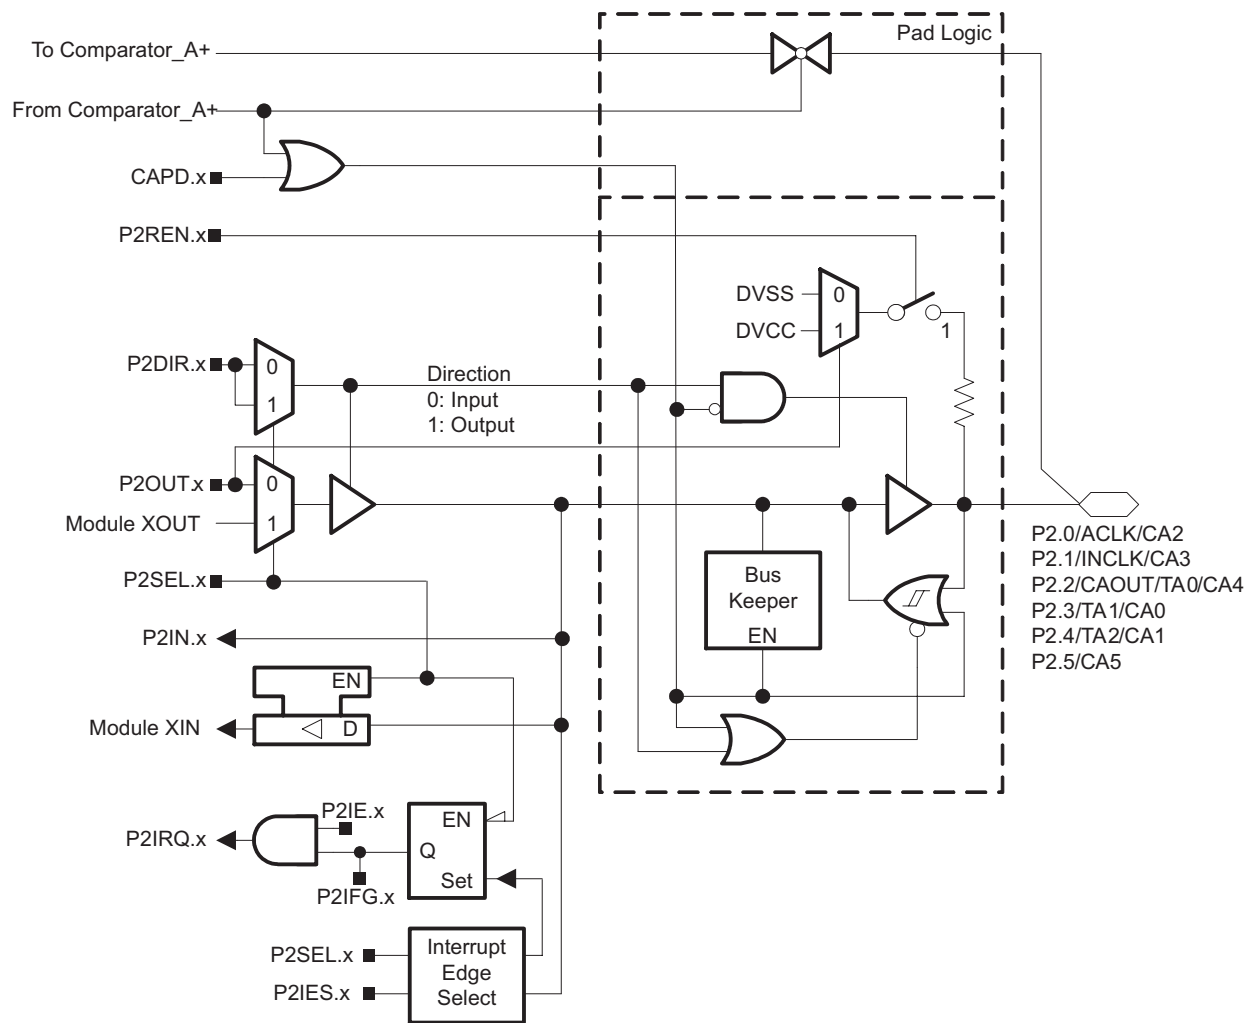 Pad Logic
To Comparator_A+
From Comparator_A+
CAPD.x
P2REN.x
DVSS
0
DVCC
1
1
P2DIR.x
0
1
Direction
0: Input
1: Output
P2OUT.x
0
Module XOUT
1
P2SEL.x
P2IN.x
Bus
Keeper
EN
P2.0/ACLK/CA2
P2.1/INCLK/CA3
P2.2/CAOUT/TA0/CA4
P2.3/TA1/CA0
P2.4/TA2/CA1
P2.5/CA5
EN
Module XIN
D
P2IE.x
P2IRQ.x
P2IFG.x
EN
Q
Set
P2SEL.x
P2IES.x
Interrupt
Edge
Select